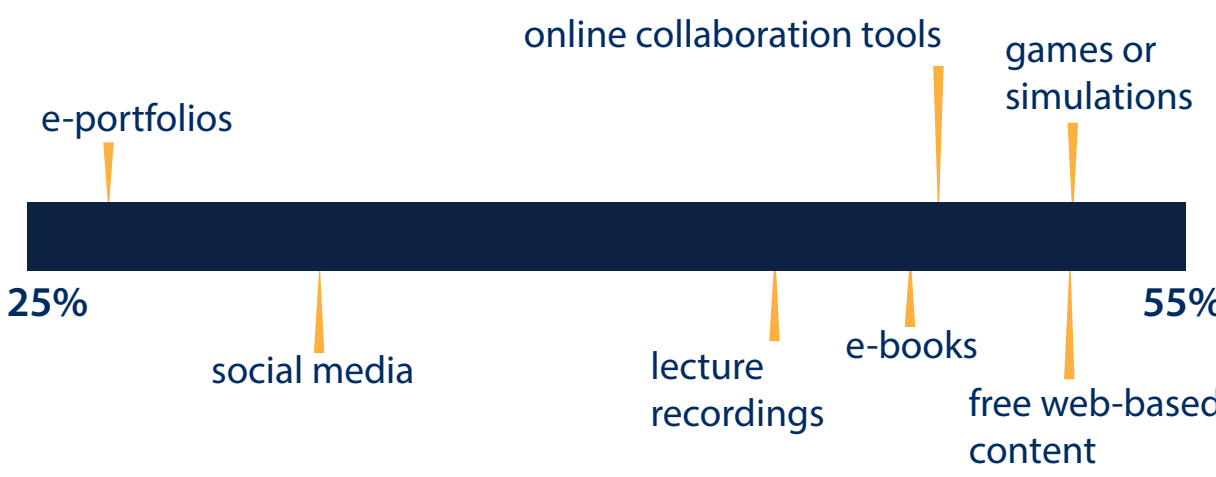 online collaboration tools
games or
simulations
e-portfolios
25%
55%
social media
lecture
recordings
e-books
free web-based
content